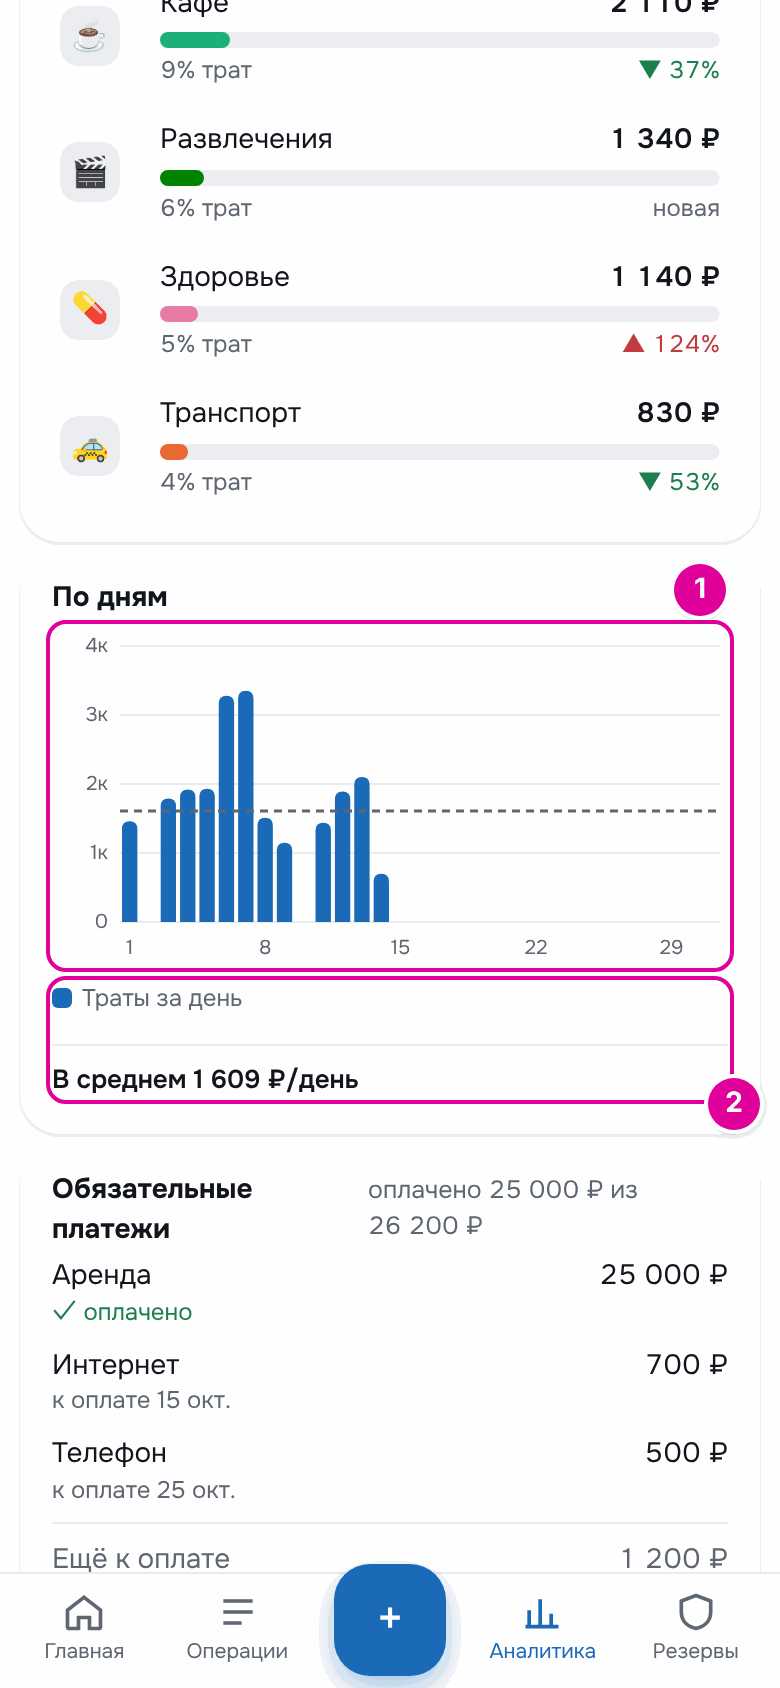 Кафе 2 110 ₽
9% трат ▼ 37%
Развлечения 1 340 ₽
6% трат новая
Здоровье 1 140 ₽
5% трат ▲ 124%
Транспорт 830 ₽
4% трат ▼ 53%
По дням 1
4к
3к
2к
1к
0
1 8 15 22 29
Траты за день
В среднем 1 609 ₽/день
2
Обязательные платежи
оплачено 25 000 ₽ из 26 200 ₽
Аренда 25 000 ₽
✓ оплачено
Интернет 700 ₽
к оплате 15 окт.
Телефон 500 ₽
к оплате 25 окт.
Ещё к оплате 1 200 ₽
+
Главная Операции Аналитика Резервы